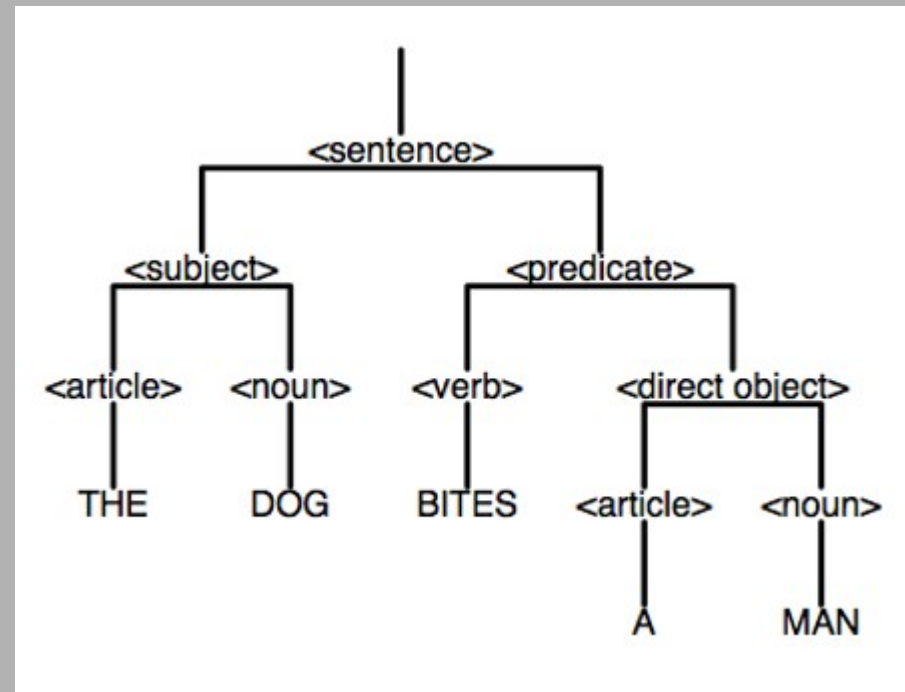 <sentence>
<subject> <predicate>
<article> <noun> <verb> <direct object>
THE DOG BITES <article> <noun>
A MAN